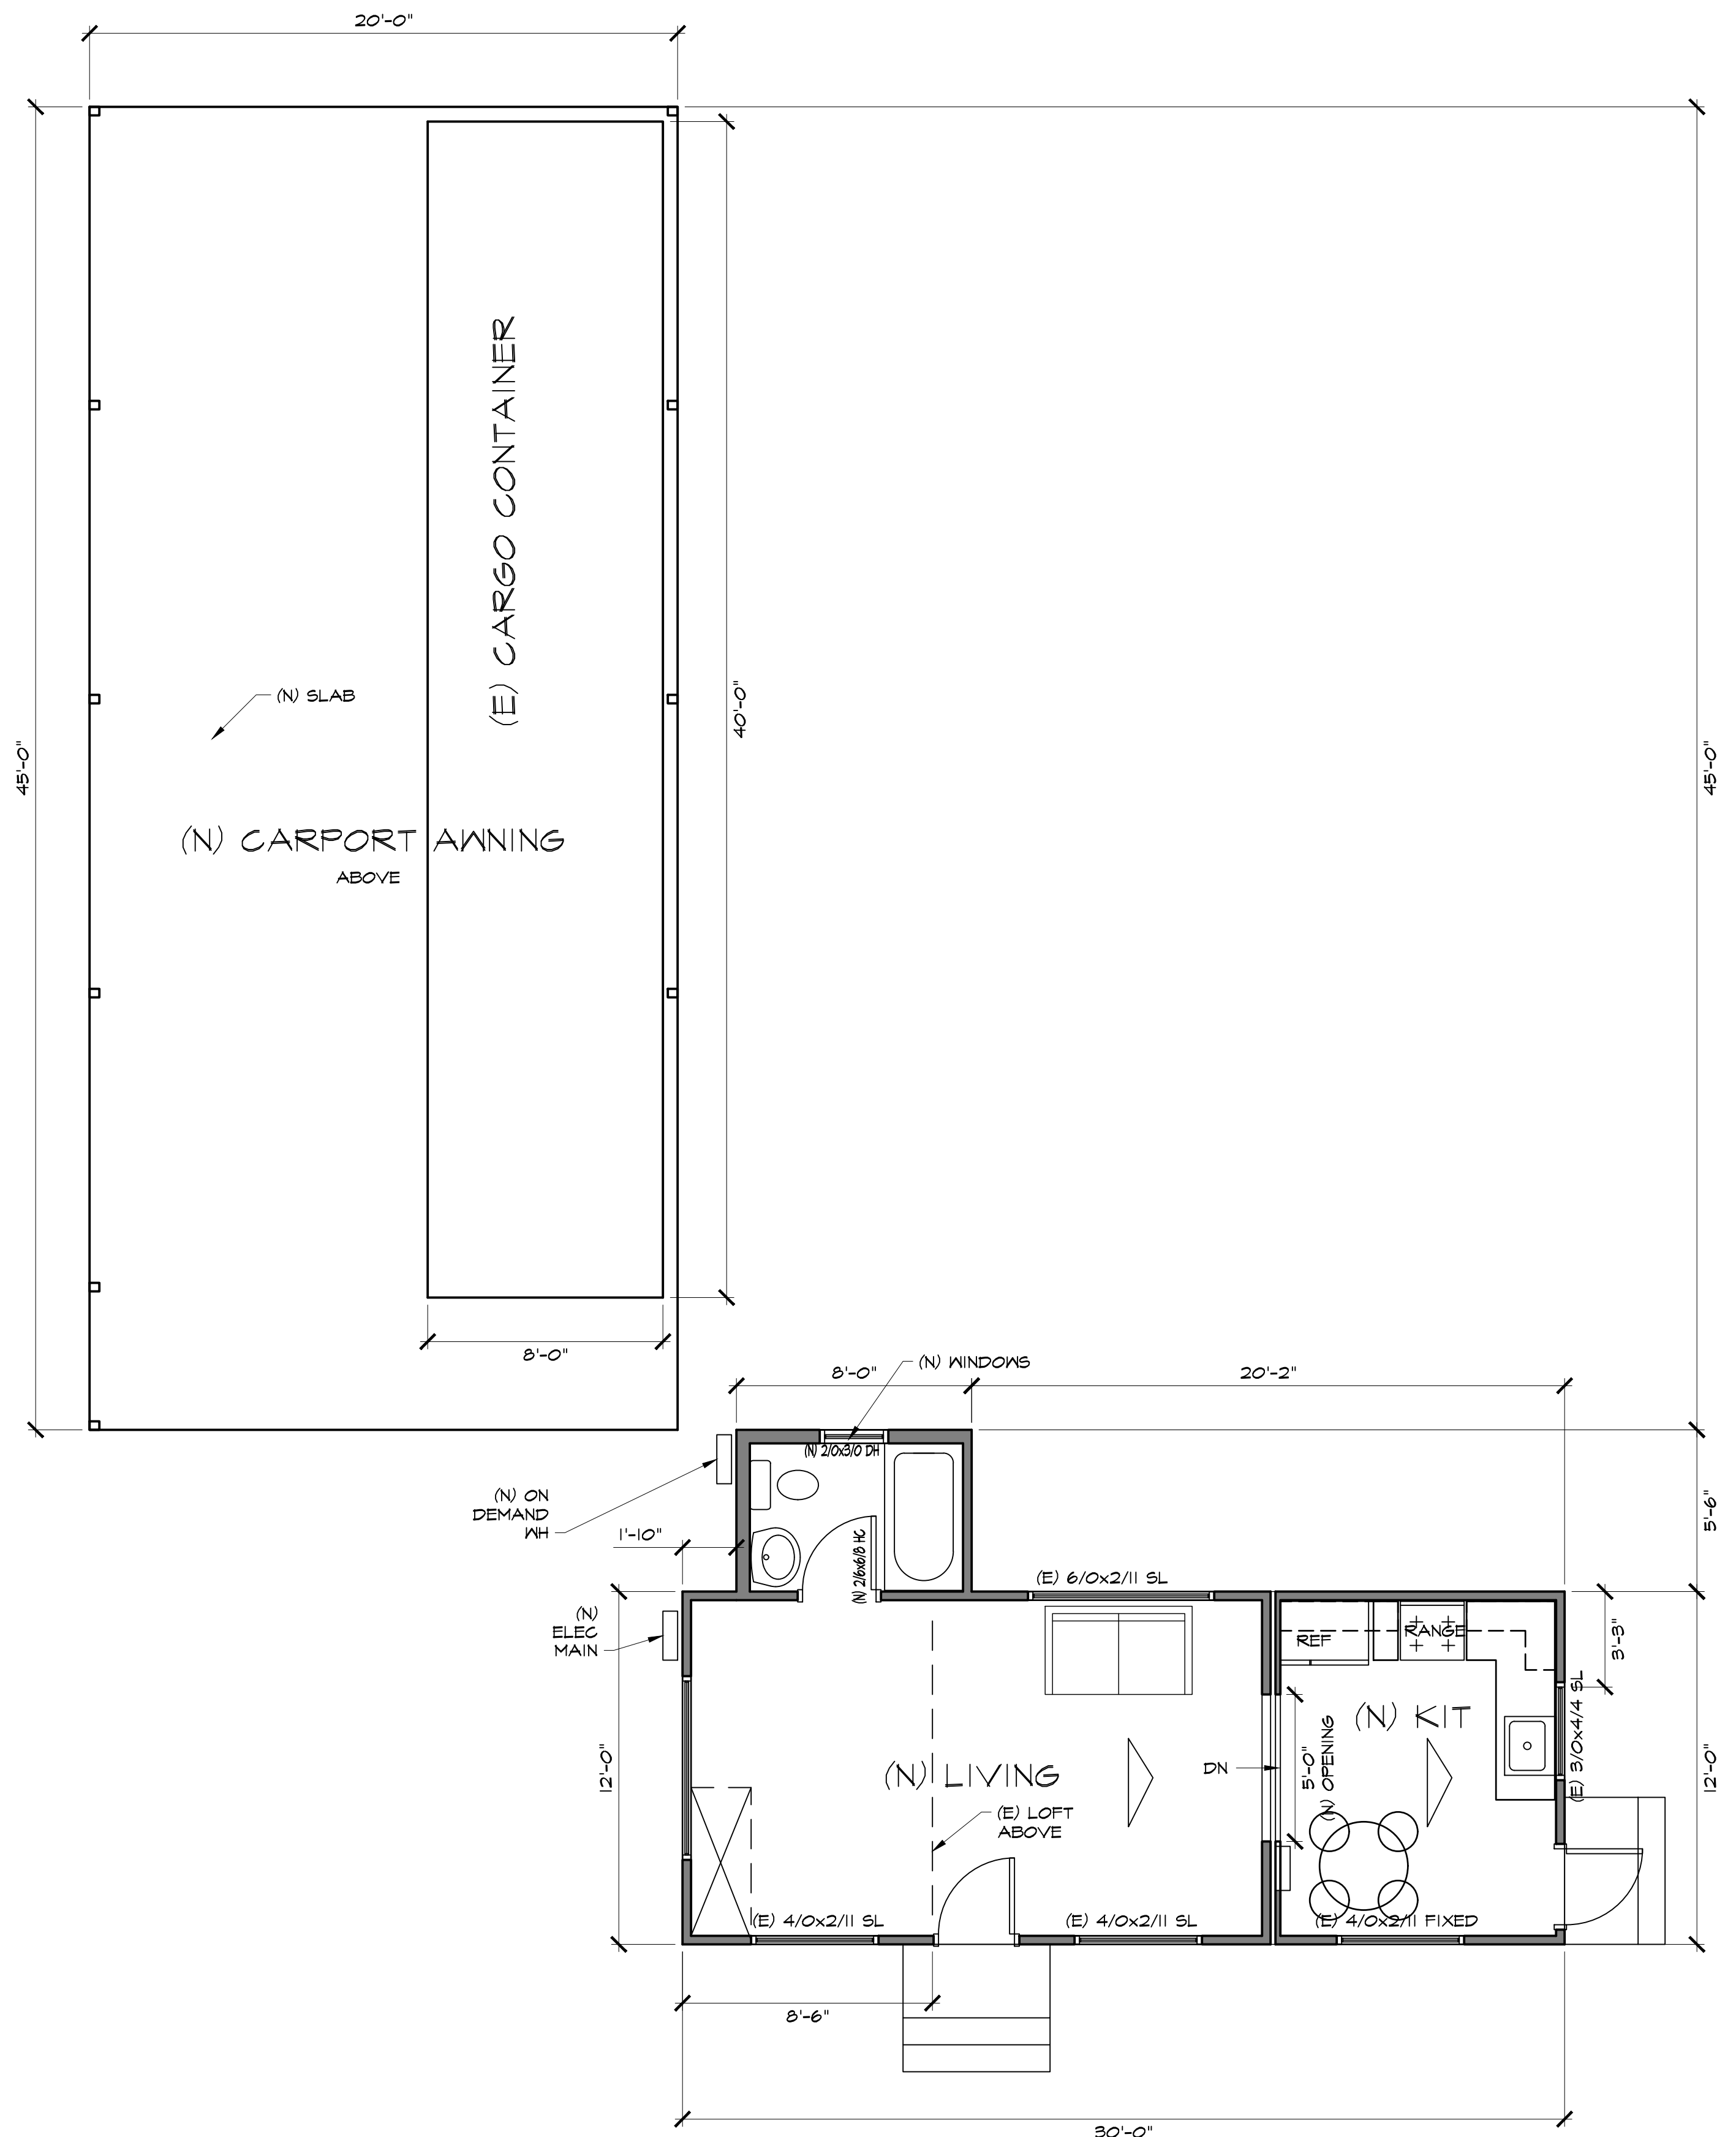 20'-0"
(E) CARGO CONTAINER
(N) SLAB
40'-0"
45'-0"
45'-0"
(N) CARPORT AWNING
ABOVE
8'-0"
(N) WINDOWS
8'-0"
20'-2"
(N) 2/0x3/0 DH
(N) ON
DEMAND
WH
5'-6"
1'-10"
(N) 2/6x6/8 HC
(E) 6/0x2/11 SL
(N)
ELEC
MAIN
REF
RANGE
3'-3"
(E) 3/0x4/4 SL
(N) KIT
5'-0"
(N) OPENING
DN
(N) LIVING
12'-0"
12'-0"
(E) LOFT
ABOVE
(E) 4/0x2/11 SL
(E) 4/0x2/11 SL
(E) 4/0x2/11 FIXED
8'-6"
30'-0"